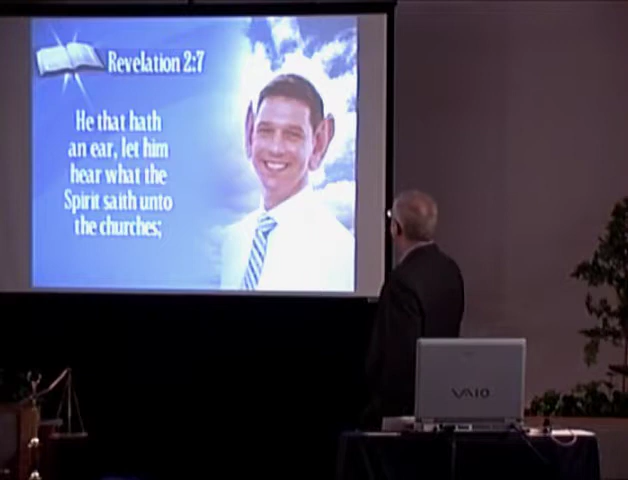 Revelation 2:7
He that hath
an ear, let him
hear what the
Spirit saith unto
the churches;
VAIO